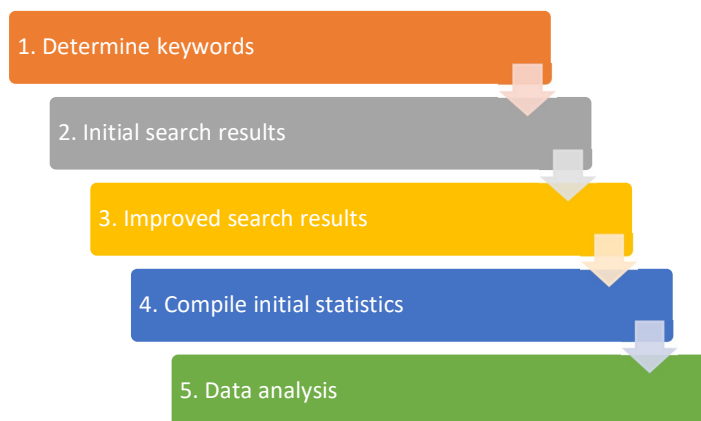 1. Determine keywords
2. Initial search results
3. Improved search results
4. Compile initial statistics
5. Data analysis